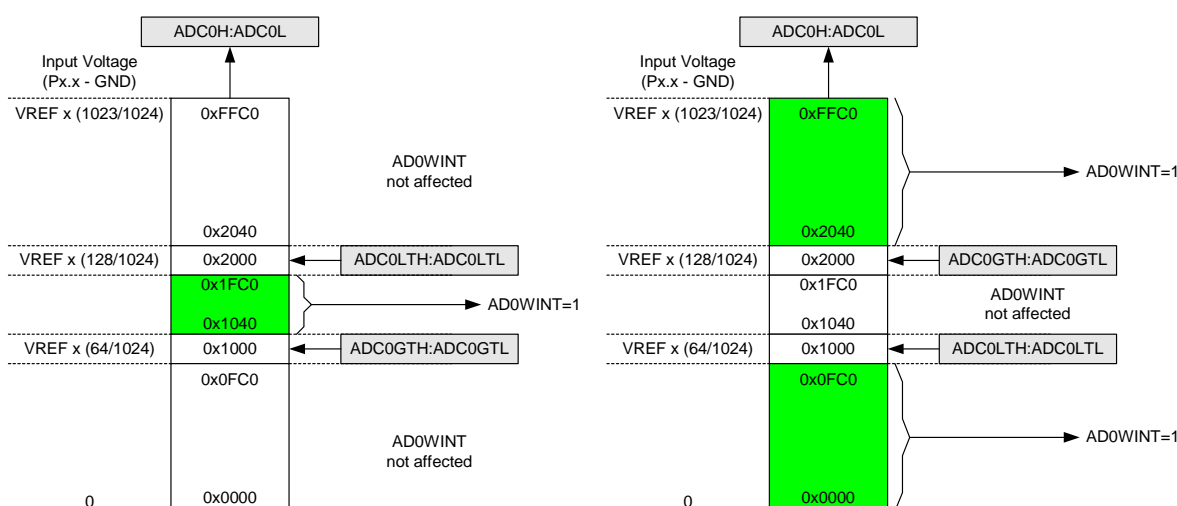 ADC0H:ADC0L
Input Voltage
(Px.x - GND)
VREF x (1023/1024)
0xFFC0
AD0WINT
not affected
0x2040
VREF x (128/1024)
0x2000
ADC0LTH:ADC0LTL
0x1FC0
AD0WINT=1
0x1040
VREF x (64/1024)
0x1000
ADC0GTH:ADC0GTL
0x0FC0
AD0WINT
not affected
0
0x0000
ADC0H:ADC0L
Input Voltage
(Px.x - GND)
VREF x (1023/1024)
0xFFC0
AD0WINT=1
0x2040
VREF x (128/1024)
0x2000
ADC0GTH:ADC0GTL
0x1FC0
AD0WINT
not affected
0x1040
VREF x (64/1024)
0x1000
ADC0LTH:ADC0LTL
0x0FC0
AD0WINT=1
0
0x0000